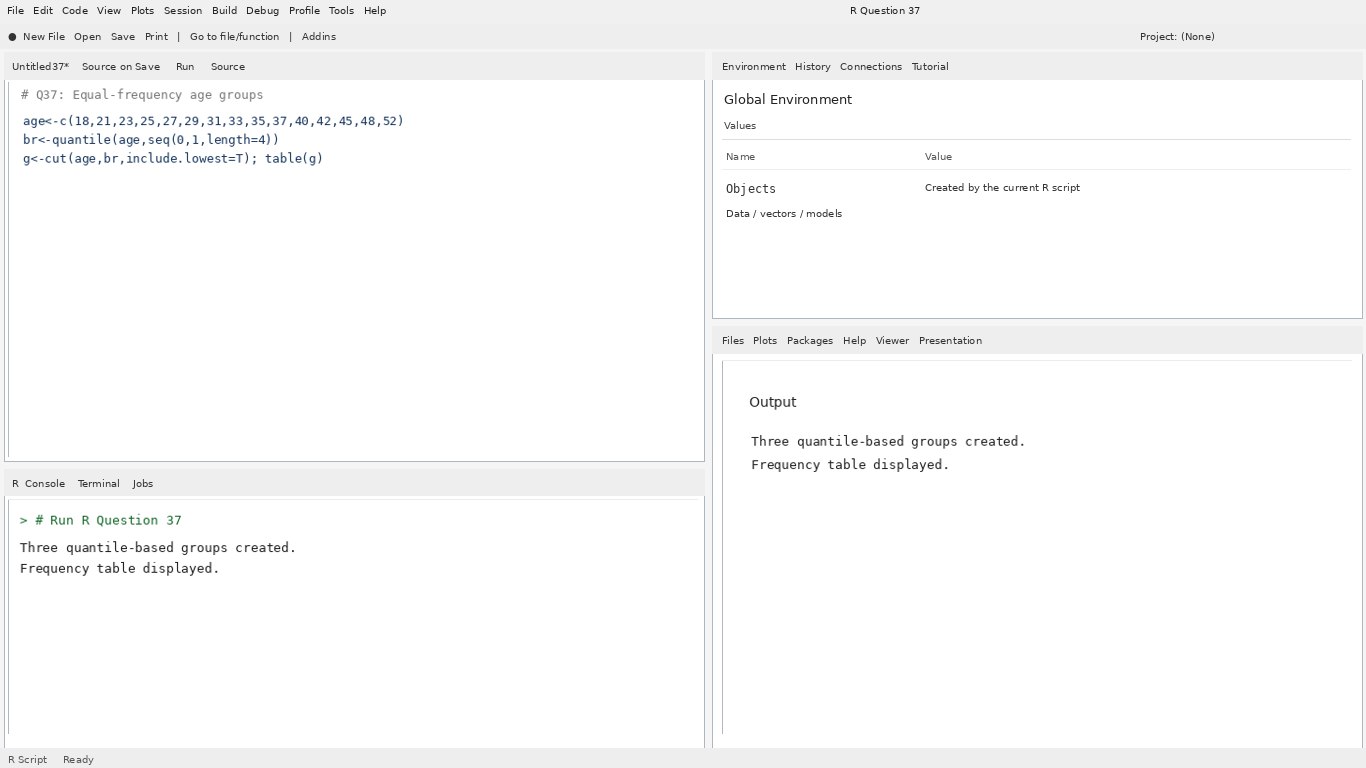 File Edit Code View Plots Session Build Debug Profile Tools Help R Question 37
● New File Open Save Print | Go to file/function | Addins Project: (None)
Untitled37* Source on Save Run Source
# Q37: Equal-frequency age groups
age<-c(18,21,23,25,27,29,31,33,35,37,40,42,45,48,52)
br<-quantile(age,seq(0,1,length=4))
g<-cut(age,br,include.lowest=T); table(g)
R Console Terminal Jobs
> # Run R Question 37
Three quantile-based groups created.
Frequency table displayed.
Environment History Connections Tutorial
Global Environment
Values
Name Value
Objects Created by the current R script
Data / vectors / models
Files Plots Packages Help Viewer Presentation
Output
Three quantile-based groups created.
Frequency table displayed.
R Script Ready